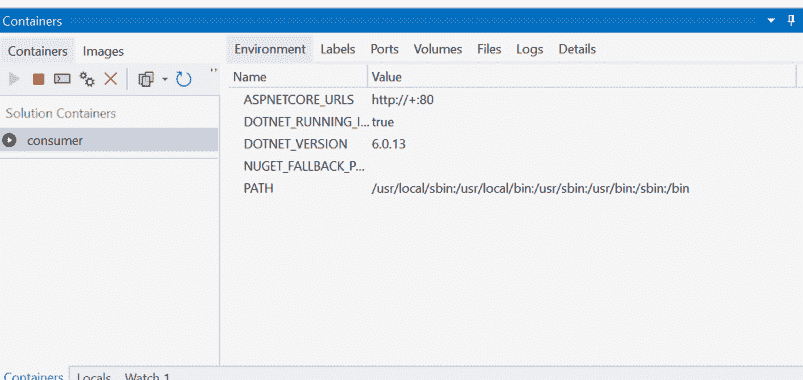 Containers
Containers Images
Environment Labels Ports Volumes Files Logs Details
Name Value
Solution Containers
consumer
ASPNETCORE_URLS http://+:80
DOTNET_RUNNING_I... true
DOTNET_VERSION 6.0.13
NUGET_FALLBACK_P...
PATH /usr/local/sbin:/usr/local/bin:/usr/sbin:/usr/bin:/sbin:/bin
Containers Locals Watch 1